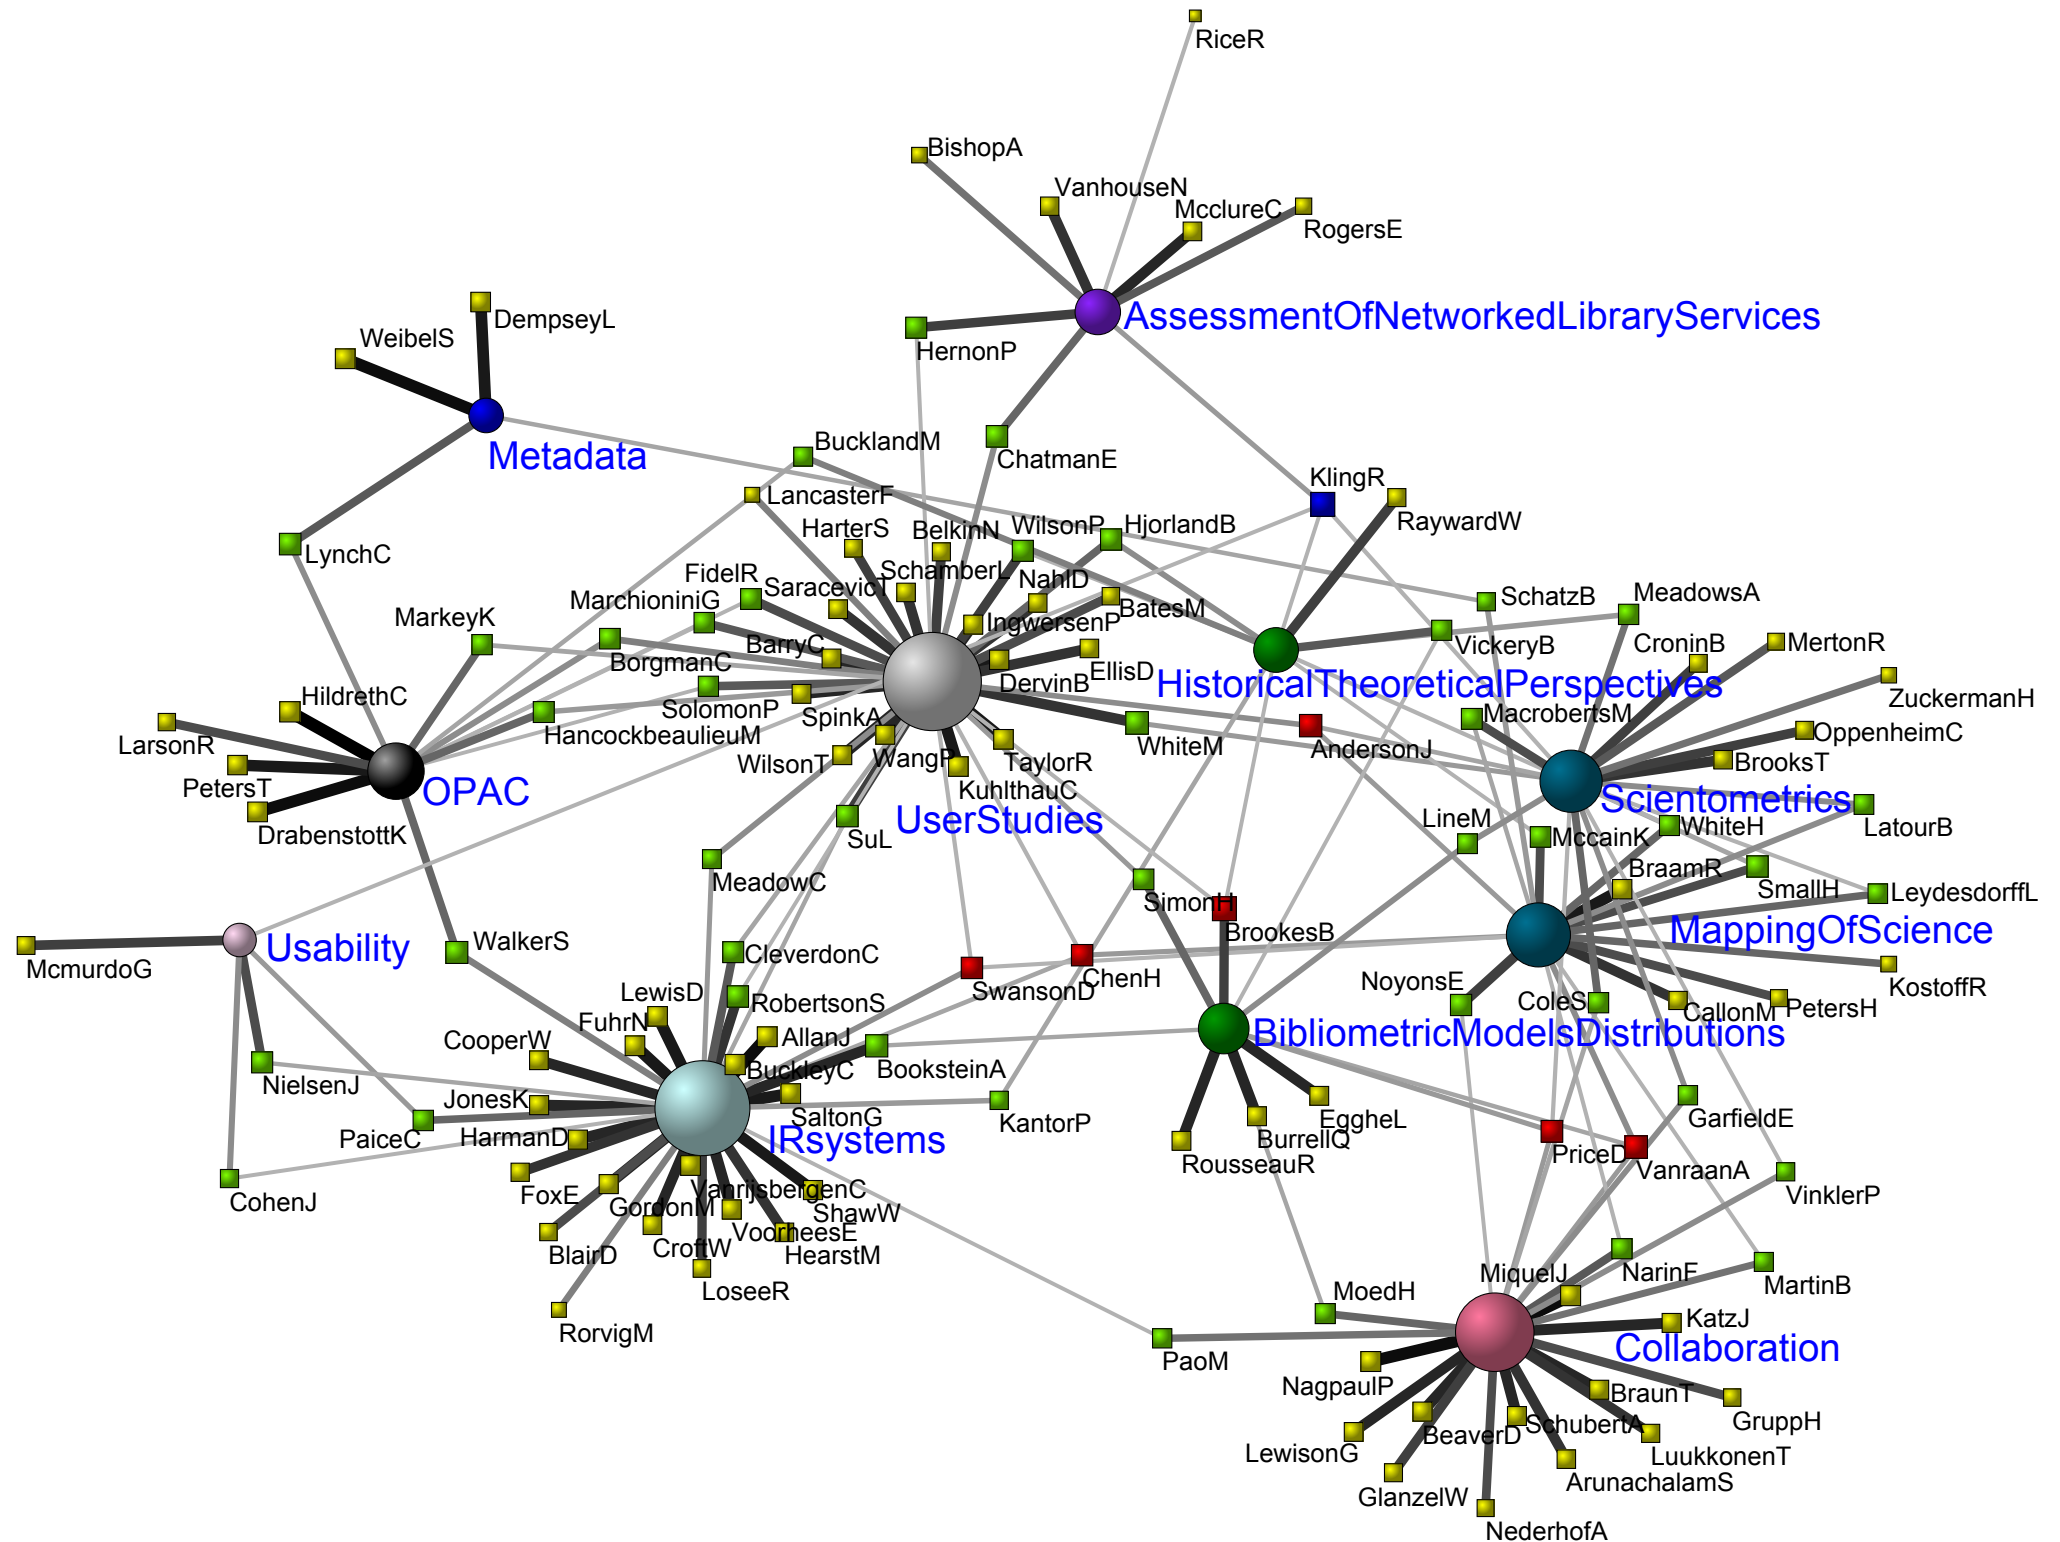 RiceR
BishopA
VanhouseN
McclureC
RogersE
AssessmentOfNetworkedLibraryServices
DempseyL
WeibelS
HernonP
Metadata
BucklandM
ChatmanE
KlingR
LancasterF
RaywardW
HarterS
BelkinN
WilsonP
HjorlandB
LynchC
SchamberL
FidelR
SaracevicT
NahlD
SchatzB
MeadowsA
MarchioniniG
BatesM
MarkeyK
IngwersenP
BarryC
BorgmanC
VickeryB
CroninB
MertonR
EllisD
DervinB
HistoricalTheoreticalPerspectives
ZuckermanH
HildrethC
SolomonP
SpinkA
MacrobertsM
LarsonR
HancockbeaulieuM
WhiteM
AndersonJ
OppenheimC
WilsonT
WangP
TaylorR
BrooksT
PetersT
OPAC
KuhlthauC
Scientometrics
DrabenstottK
UserStudies
LineM
WhiteH
LatourB
SuL
MccainK
BraamR
MeadowC
SmallH
LeydesdorffL
SimonH
BrookesB
MappingOfScience
Usability
WalkerS
CleverdonC
McmurdoG
ChenH
SwansonD
NoyonsE
KostoffR
LewisD
RobertsonS
ColeS
CallonM
PetersH
FuhrN
BibliometricModelsDistributions
CooperW
AllanJ
BuckleyC
BooksteinA
NielsenJ
JonesK
SaltonG
EggheL
GarfieldE
PaiceC
HarmanD
IRsystems
KantorP
BurrellQ
PriceD
RousseauR
VanraanA
VanrijsbergenC
VinklerP
FoxE
GordonM
ShawW
CohenJ
VoorheesE
CroftW
HearstM
BlairD
MiquelJ
NarinF
MartinB
LoseeR
MoedH
KatzJ
RorvigM
Collaboration
PaoM
NagpaulP
BraunT
GruppH
SchubertA
BeaverD
LewisonG
LuukkonenT
ArunachalamS
GlanzelW
NederhofA